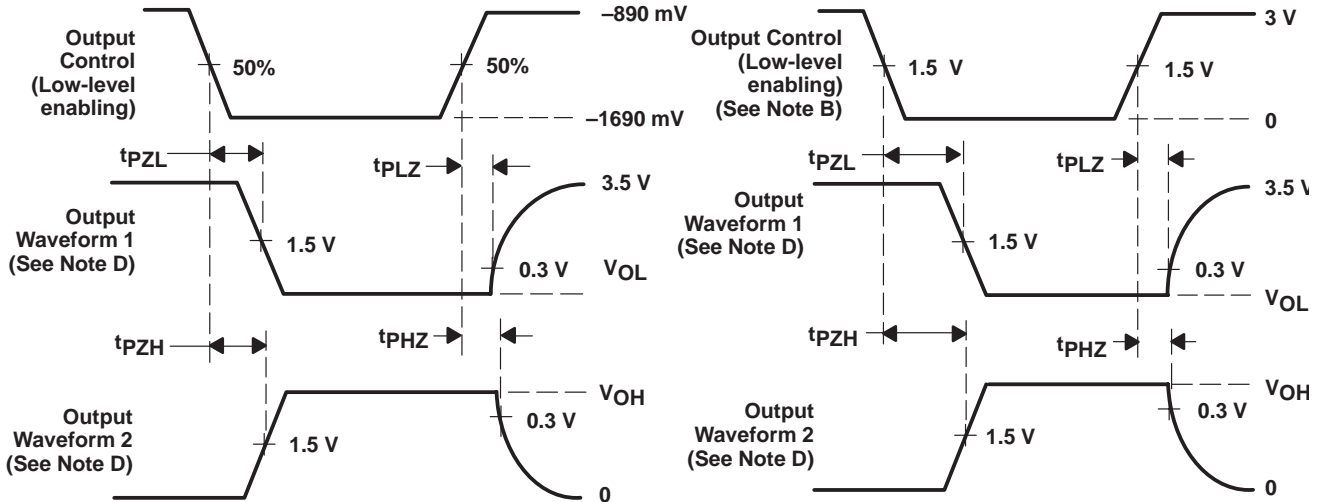 Output
Control
(Low-level
enabling)
50%
50%
–890 mV
–1690 mV
tPZL
tPLZ
Output
Waveform 1
(See Note D)
1.5 V
3.5 V
0.3 V
VOL
tPZH
tPHZ
Output
Waveform 2
(See Note D)
1.5 V
VOH
0.3 V
0
Output Control
(Low-level
enabling)
(See Note B)
1.5 V
1.5 V
3 V
0
tPZL
tPLZ
Output
Waveform 1
(See Note D)
1.5 V
3.5 V
0.3 V
VOL
tPZH
tPHZ
Output
Waveform 2
(See Note D)
1.5 V
VOH
0.3 V
0